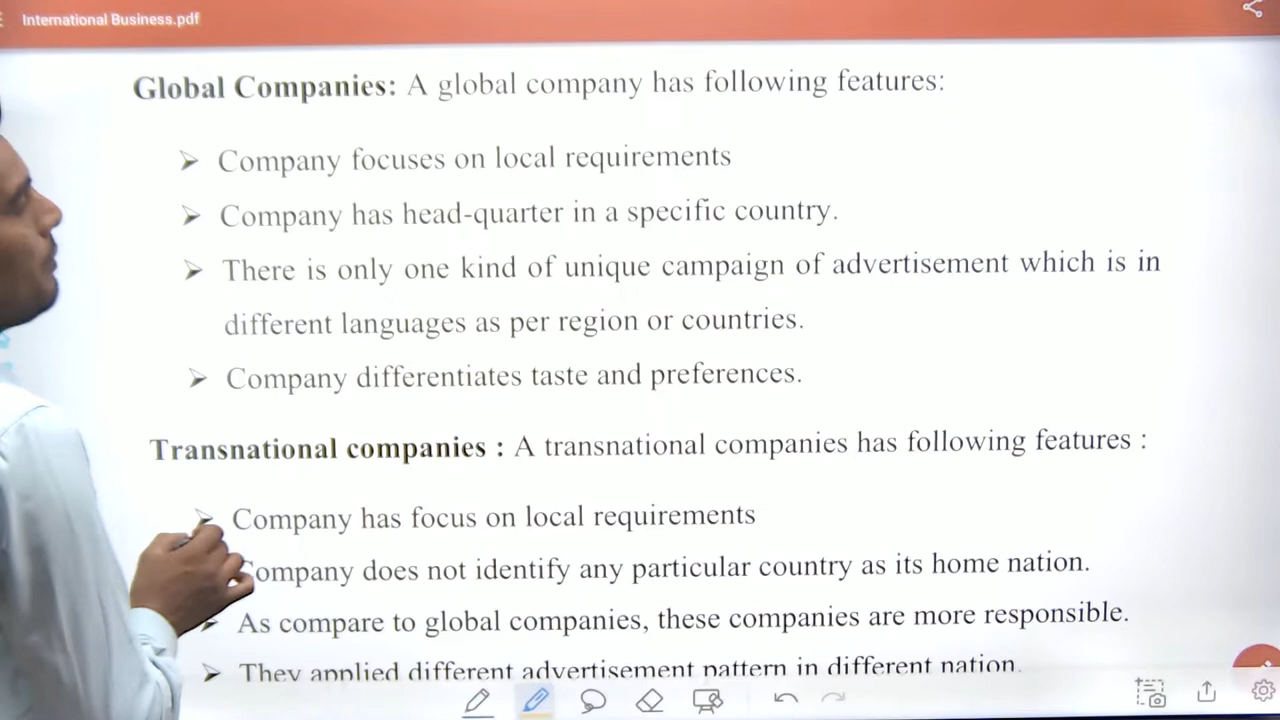 International Business.pdf
Global Companies: A global company has following features:
➢ Company focuses on local requirements
➢ Company has head-quarter in a specific country.
➢ There is only one kind of unique campaign of advertisement which is in
different languages as per region or countries.
➢ Company differentiates taste and preferences.
Transnational companies : A transnational companies has following features :
➢ Company has focus on local requirements
Company does not identify any particular country as its home nation.
➢ As compare to global companies, these companies are more responsible.
➢ They applied different advertisement pattern in different nation.